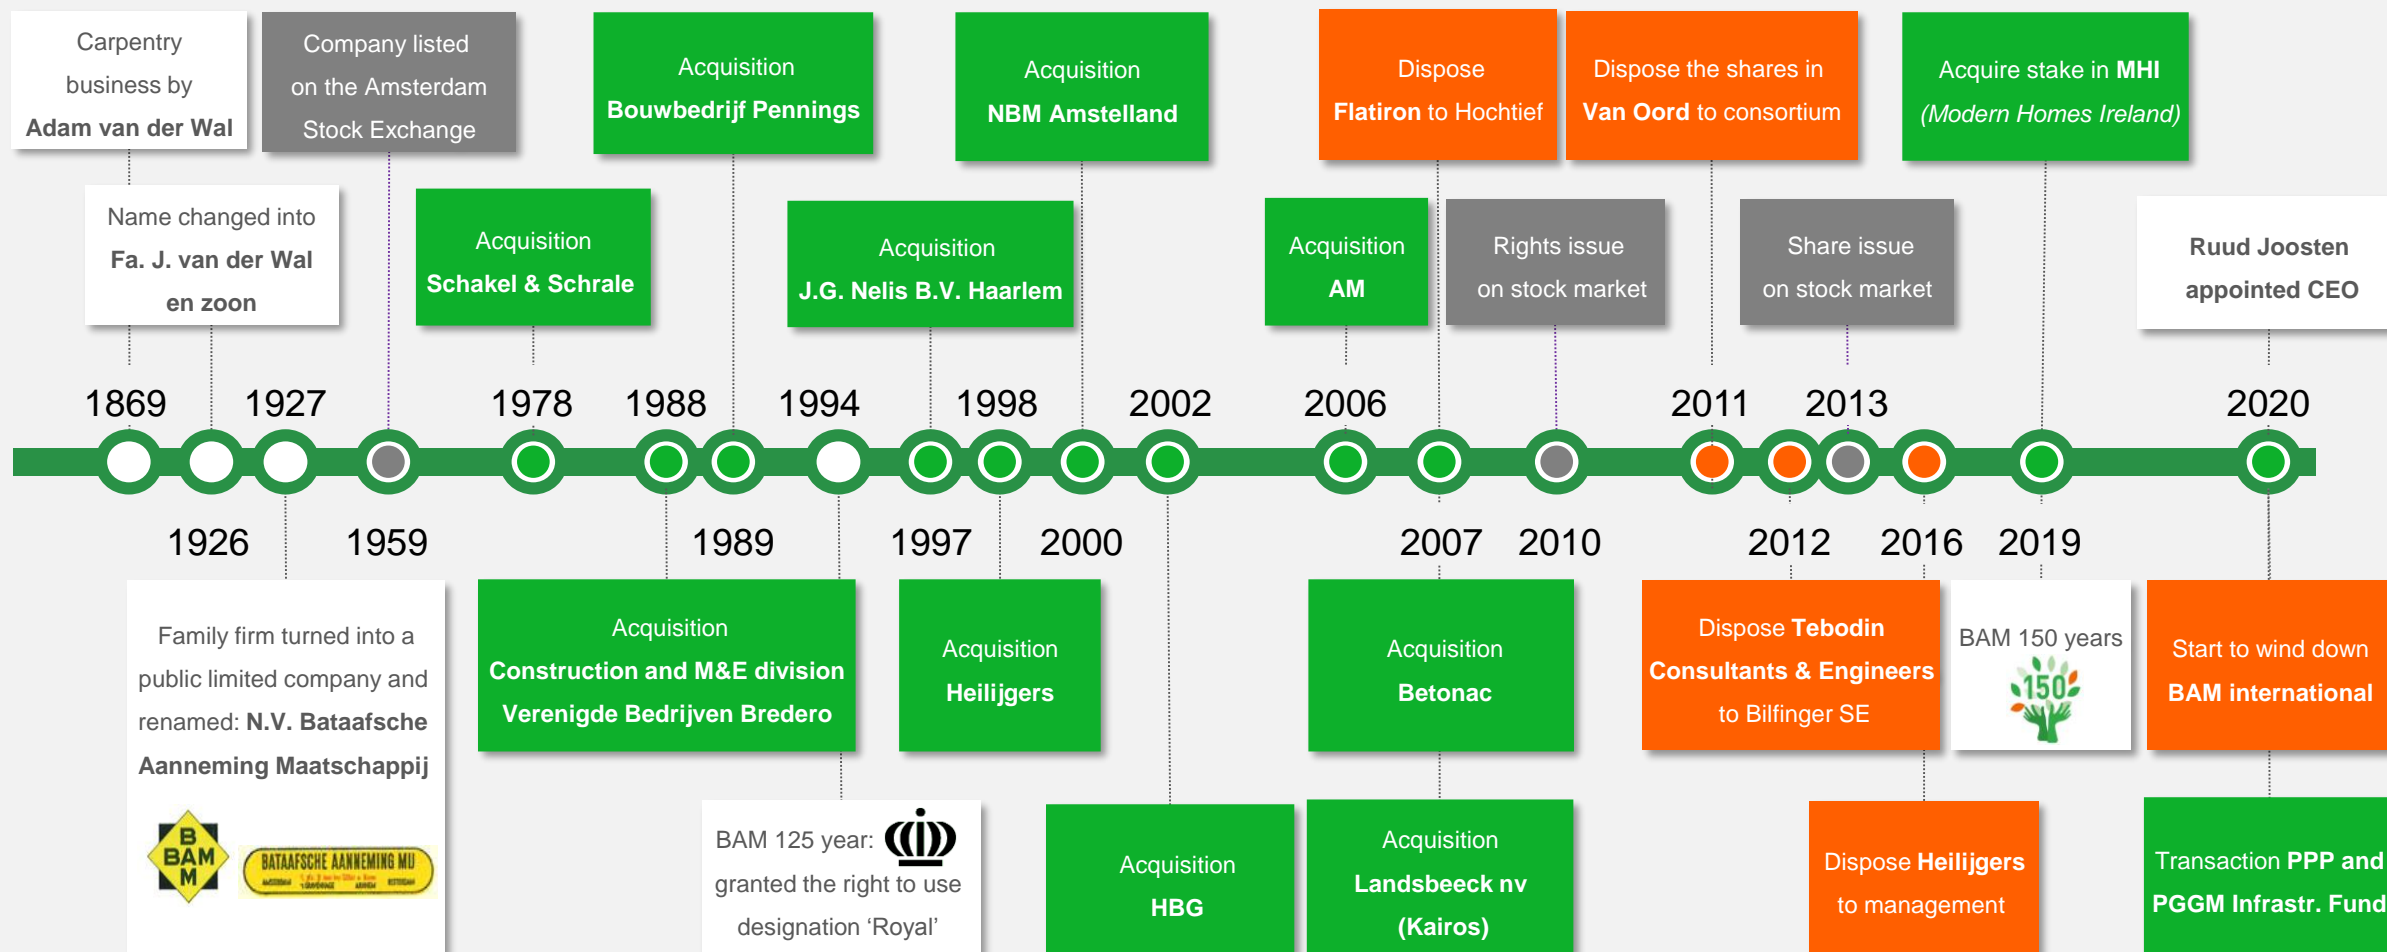 Carpentry
business by
Adam van der Wal
Company listed
on the Amsterdam
Stock Exchange
Acquisition
Bouwbedrijf Pennings
Acquisition
NBM Amstelland
Dispose
Flatiron to Hochtief
Dispose the shares in
Van Oord to consortium
Acquire stake in MHI
(Modern Homes Ireland)
Name changed into
Fa. J. van der Wal
en zoon
Acquisition
Schakel & Schrale
Acquisition
J.G. Nelis B.V. Haarlem
Acquisition
AM
Rights issue
on stock market
Share issue
on stock market
Ruud Joosten
appointed CEO
1869 1927 1978 1988 1994 1998 2002 2006 2011 2013 2020
1926 1959 1989 1997 2000 2007 2010 2012 2016 2019
Family firm turned into a
public limited company and
renamed: N.V. Bataafsche
Aanneming Maatschappij
B
BAM
M
BATAAFSCHE AANNEMING MIJ
Acquisition
Construction and M&E division
Verenigde Bedrijven Bredero
Acquisition
Heilijgers
Acquisition
Betonac
Dispose Tebodin
Consultants & Engineers
to Bilfinger SE
BAM 150 years
150
Start to wind down
BAM international
BAM 125 year:
granted the right to use
designation ‘Royal’
Acquisition
HBG
Acquisition
Landsbeeck nv
(Kairos)
Dispose Heilijgers
to management
Transaction PPP and
PGGM Infrastr. Fund